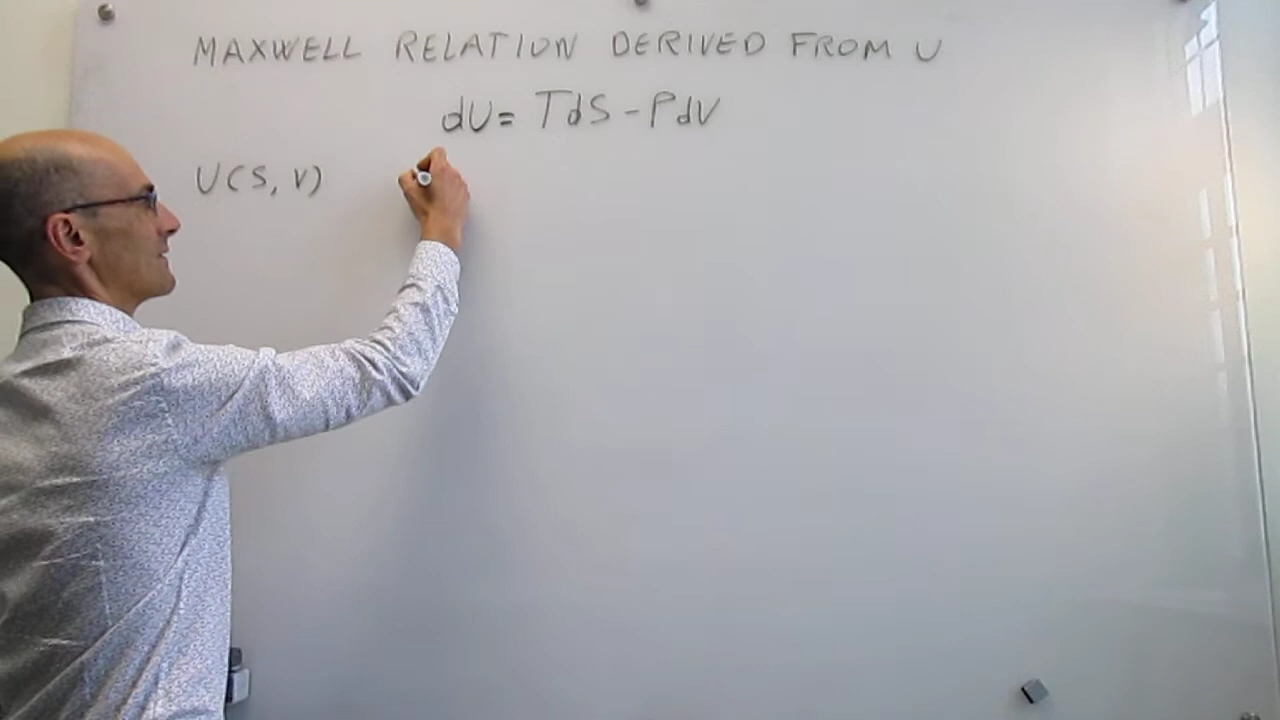 MAXWELL RELATION DERIVED FROM U
dU = TdS - PdV
U(S, V)